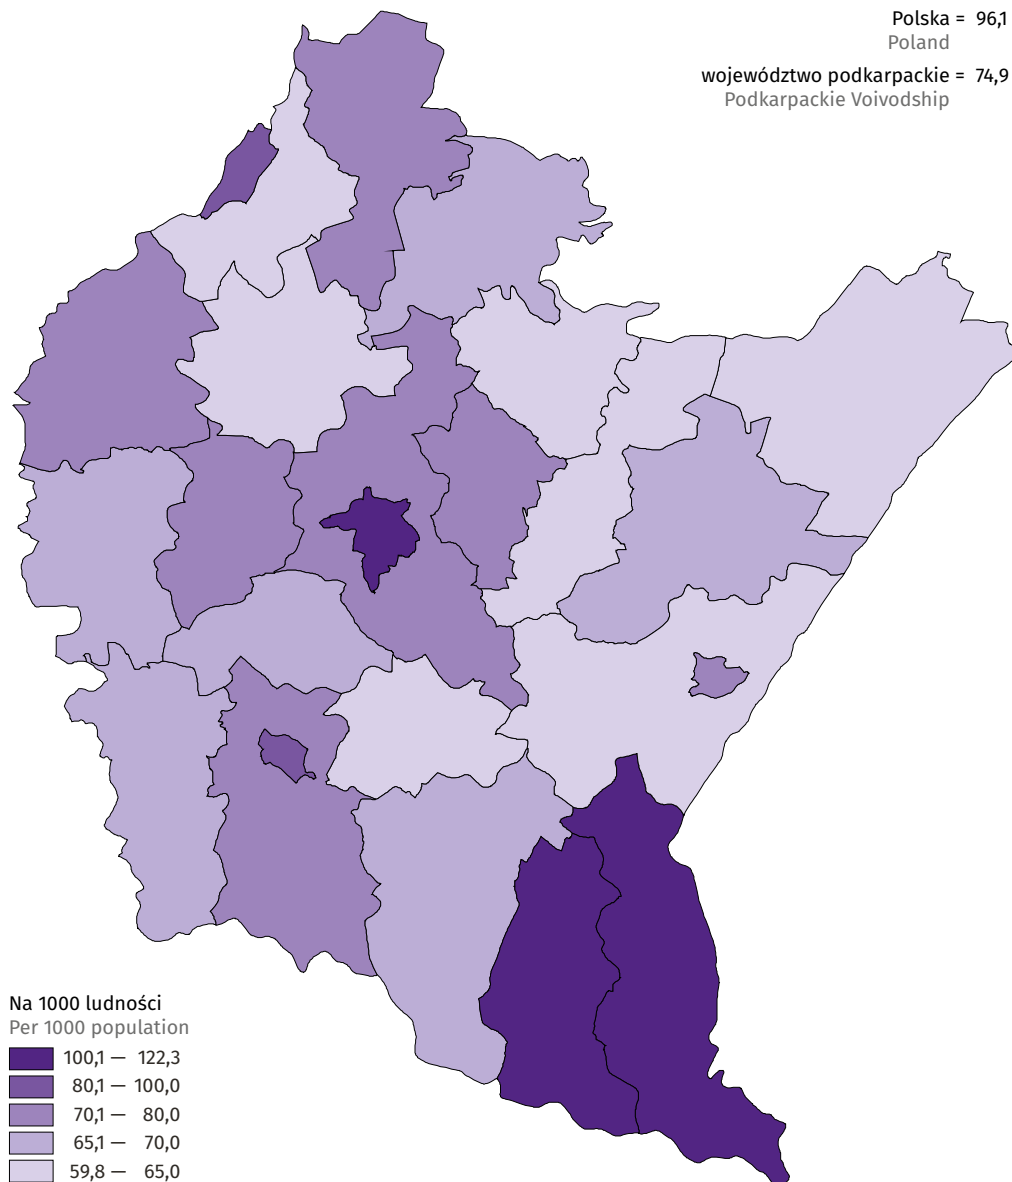 Polska = 96,1
Poland
województwo podkarpackie = 74,9
Podkarpackie Voivodship
Na 1000 ludności
Per 1000 population
100,1 — 122,3
80,1 — 100,0
70,1 — 80,0
65,1 — 70,0
59,8 — 65,0